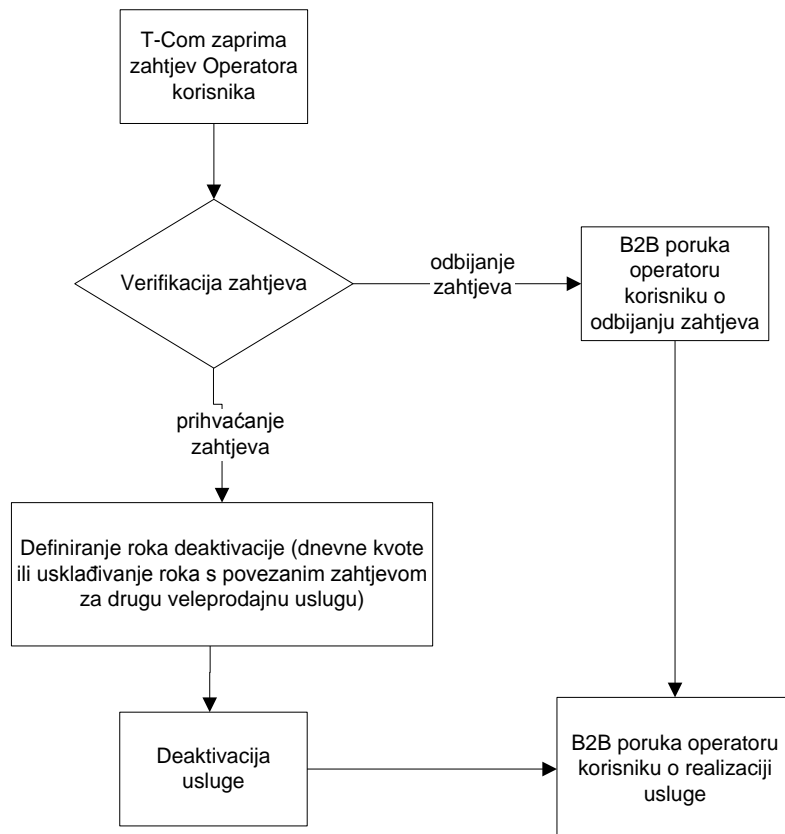 T-Com zaprima
zahtjev Operatora
korisnika
Verifikacija zahtjeva
odbijanje
zahtjeva
B2B poruka
operatoru
korisniku o
odbijanju zahtjeva
prihvaćanje
zahtjeva
Definiranje roka deaktivacije (dnevne kvote
ili usklađivanje roka s povezanim zahtjevom
za drugu veleprodajnu uslugu)
Deaktivacija
usluge
B2B poruka operatoru
korisniku o realizaciji
usluge